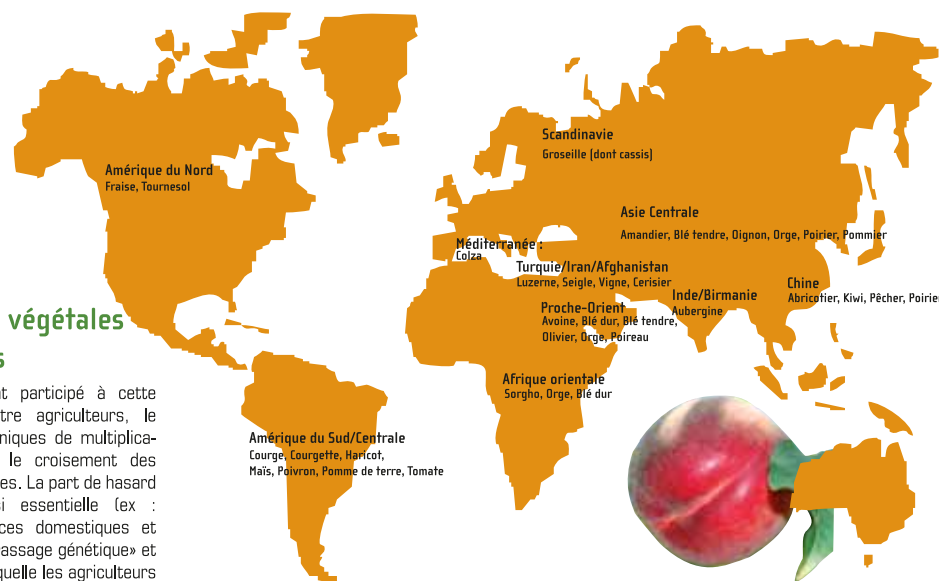 Scandinavie
Groseille (dont cassis)
Amérique du Nord
Fraise, Tournesol
Asie Centrale
Amandier, Blé tendre, Oignon, Orge, Poirier, Pommier
Méditerranée :
Colza
Turquie/Iran/Afghanistan
Luzerne, Seigle, Vigne, Cerisier
Inde/Birmanie
Aubergine
Chine
Abricotier, Kiwi, Pêcher, Poirie
Proche-Orient
Avoine, Blé dur, Blé tendre,
Olivier, Orge, Poireau
Afrique orientale
Sorgho, Orge, Blé dur
Amérique du Sud/Centrale
Courge, Courgette, Haricot,
Maïs, Poivron, Pomme de terre, Tomate
végétales
s
t participé à cette
tre agriculteurs, le
niques de multiplica-
le croisement des
es. La part de hasard
si essentielle (ex :
ces domestiques et
assage génétique» et
quelle les agriculteurs